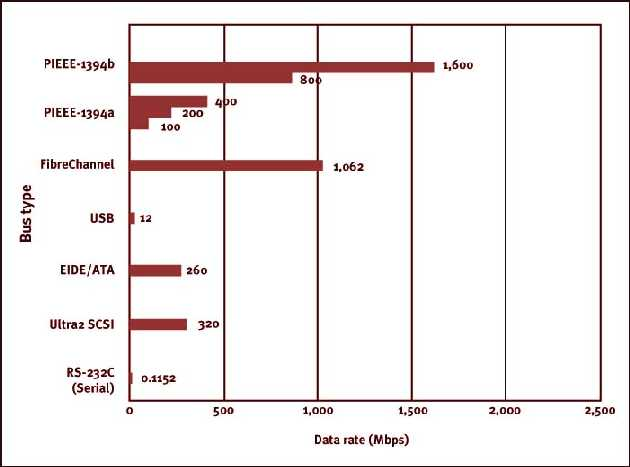 PIEEE-1394b
1,600
800
PIEEE-1394a
400
200
100
FibreChannel
1,062
Bus type
USB
12
EIDE/ATA
260
Ultra2 SCSI
320
RS-232C
(Serial)
0.1152
0 500 1,000 1,500 2,000 2,500
Data rate (Mbps)